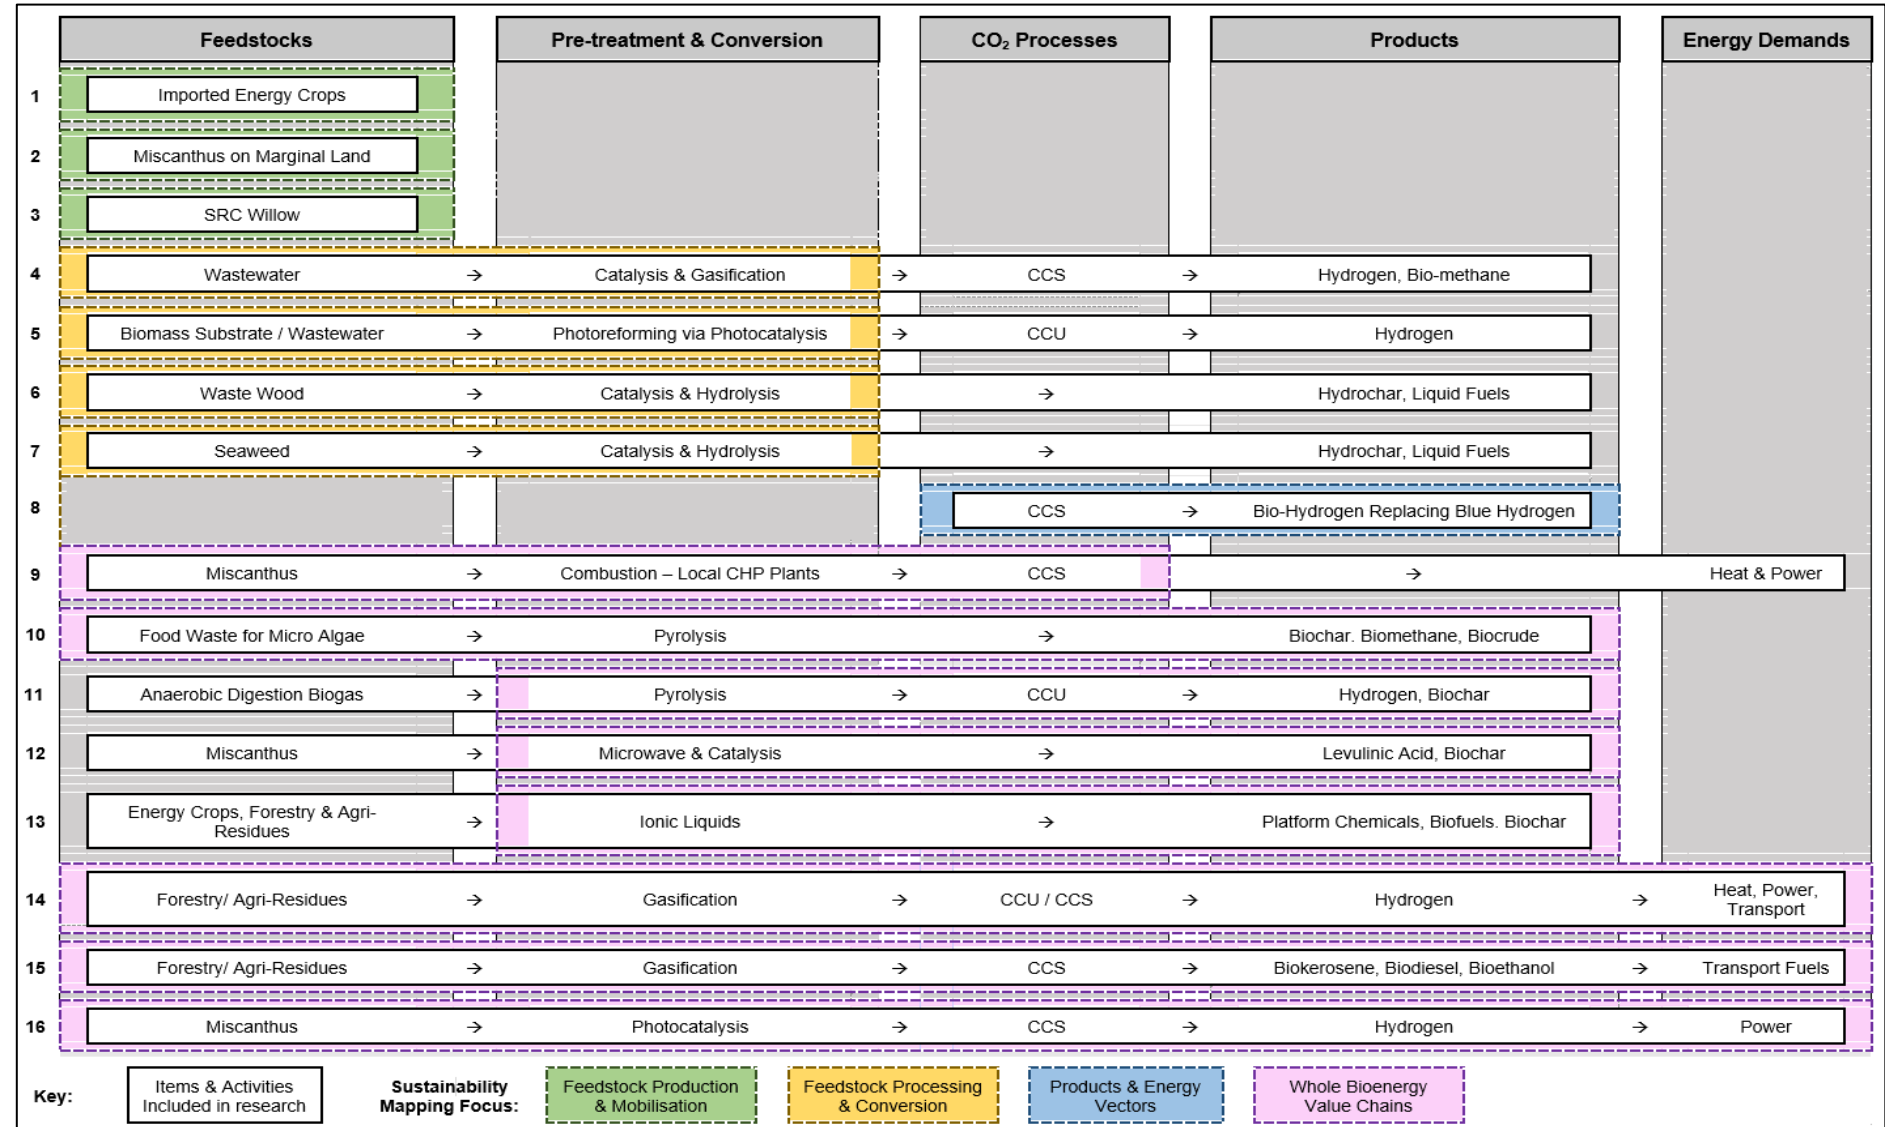 Feedstocks Pre-treatment & Conversion CO₂ Processes Products Energy Demands
1 Imported Energy Crops
2 Miscanthus on Marginal Land
3 SRC Willow
4 Wastewater → Catalysis & Gasification → CCS → Hydrogen, Bio-methane
5 Biomass Substrate / Wastewater → Photoreforming via Photocatalysis → CCU → Hydrogen
6 Waste Wood → Catalysis & Hydrolysis → Hydrochar, Liquid Fuels
7 Seaweed → Catalysis & Hydrolysis → Hydrochar, Liquid Fuels
8 CCS → Bio-Hydrogen Replacing Blue Hydrogen
9 Miscanthus → Combustion – Local CHP Plants → CCS → Heat & Power
10 Food Waste for Micro Algae → Pyrolysis → Biochar. Biomethane, Biocrude
11 Anaerobic Digestion Biogas → Pyrolysis → CCU → Hydrogen, Biochar
12 Miscanthus → Microwave & Catalysis → Levulinic Acid, Biochar
13 Energy Crops, Forestry & Agri-
Residues → Ionic Liquids → Platform Chemicals, Biofuels. Biochar
14 Forestry/ Agri-Residues → Gasification → CCU / CCS → Hydrogen → Heat, Power,
Transport
15 Forestry/ Agri-Residues → Gasification → CCS → Biokerosene, Biodiesel, Bioethanol → Transport Fuels
16 Miscanthus → Photocatalysis → CCS → Hydrogen → Power
Key:
Items & Activities
Included in research
Sustainability
Mapping Focus:
Feedstock Production
& Mobilisation
Feedstock Processing
& Conversion
Products & Energy
Vectors
Whole Bioenergy
Value Chains